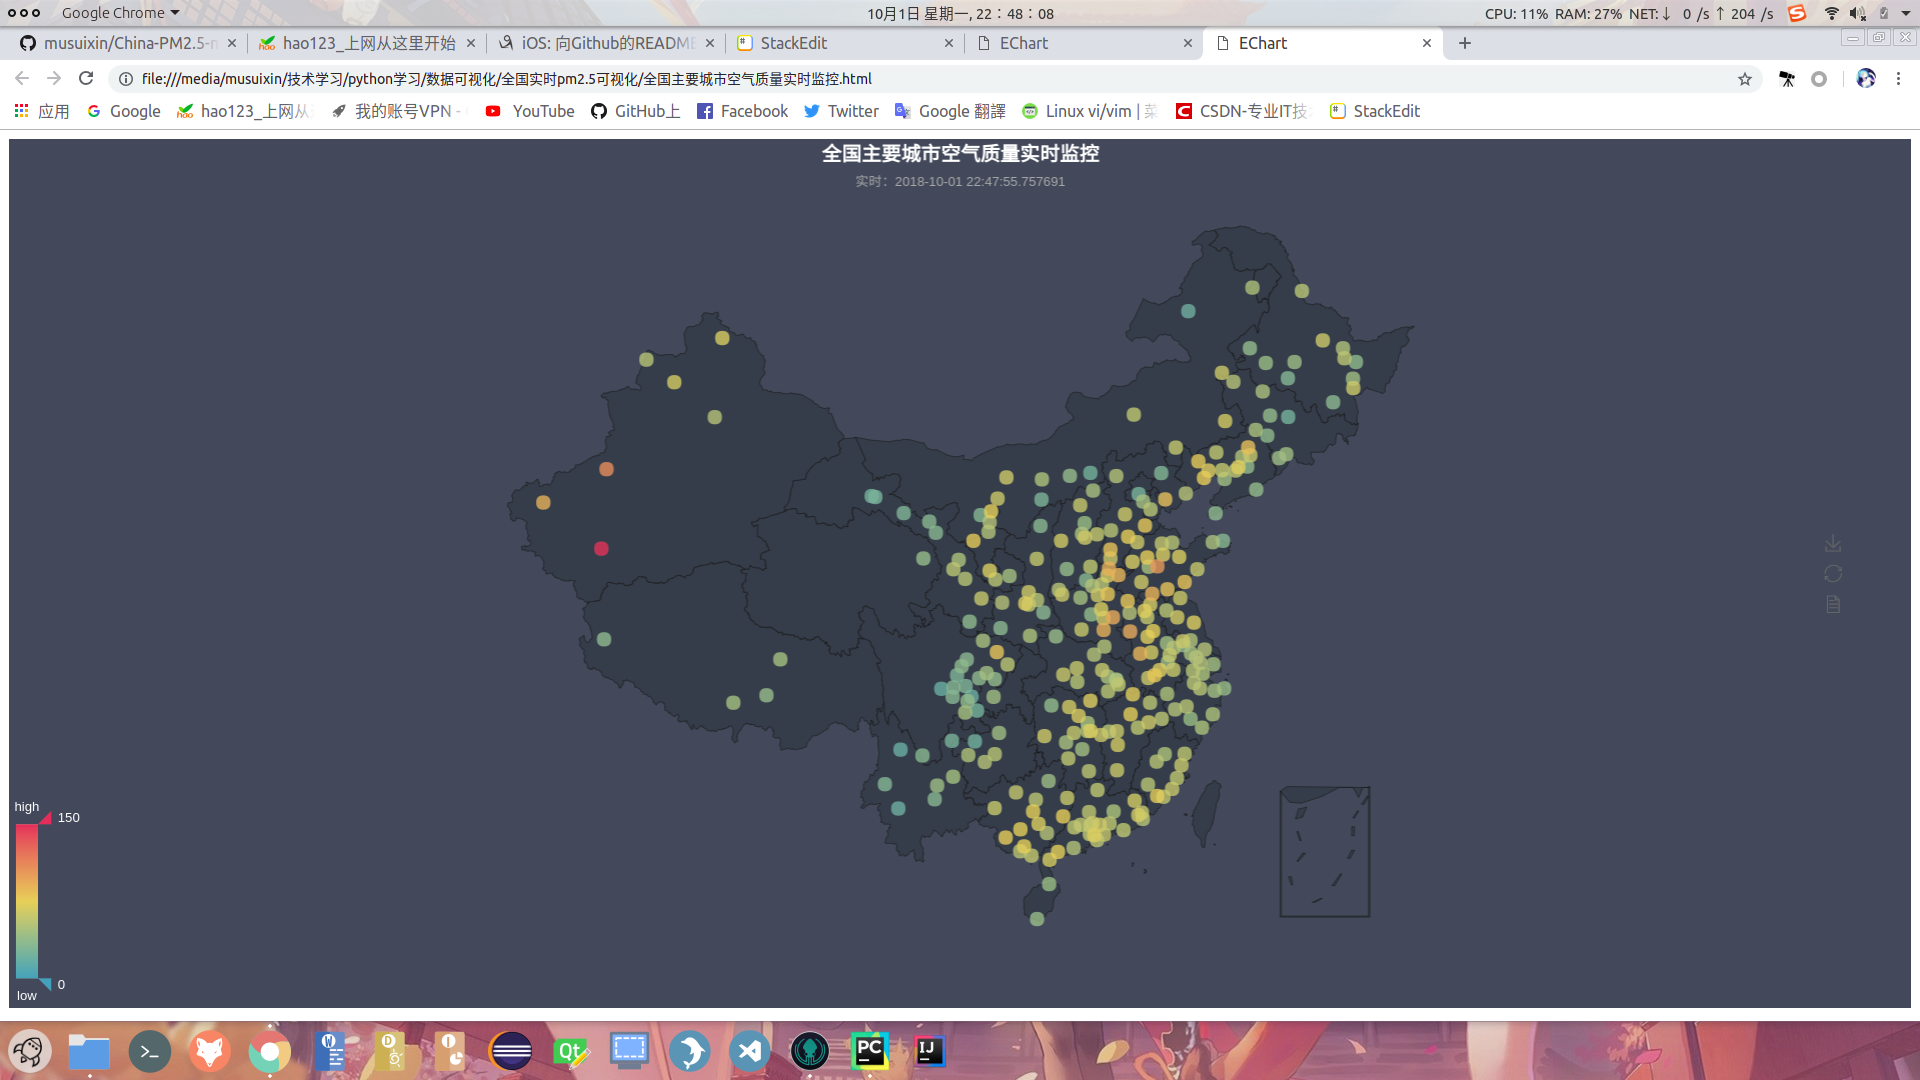 Google Chrome
10月1日 星期一, 22:48:08
CPU: 11% RAM: 27% NET:↓ 0 /s ↑ 204 /s
musuixin/China-PM2.5-
hao123_上网从这里开始
iOS: 向Github的README
StackEdit
EChart
EChart
file:///media/musuixin/技术学习/python学习/数据可视化/全国实时pm2.5可视化/全国主要城市空气质量实时监控.html
应用
Google
hao123_上网从
我的账号VPN -
YouTube
GitHub上
Facebook
Twitter
Google 翻譯
Linux vi/vim | 菜
CSDN-专业IT技
StackEdit
全国主要城市空气质量实时监控
实时：2018-10-01 22:47:55.757691
high
150
0
low
W
D
I
Qt
PC
IJ